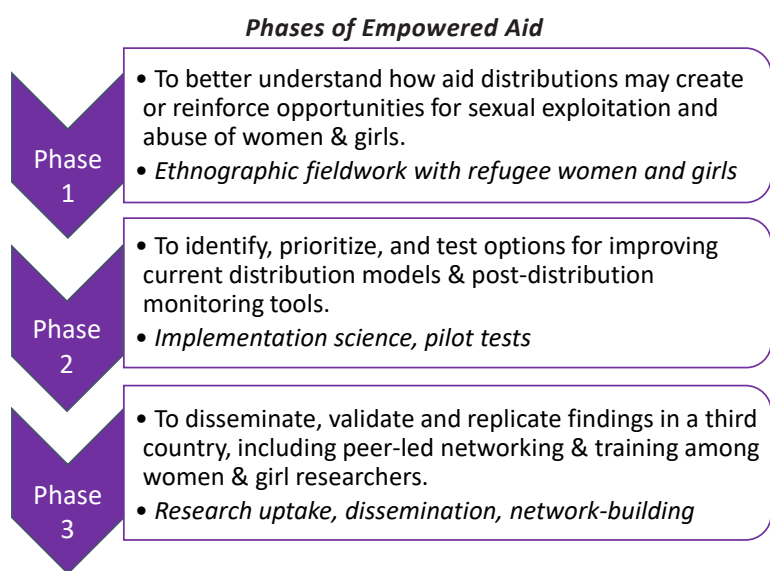 Phases of Empowered Aid
Phase
1
• To better understand how aid distributions may create
or reinforce opportunities for sexual exploitation and
abuse of women & girls.
• Ethnographic fieldwork with refugee women and girls
Phase
2
• To identify, prioritize, and test options for improving
current distribution models & post-distribution
monitoring tools.
• Implementation science, pilot tests
Phase
3
• To disseminate, validate and replicate findings in a third
country, including peer-led networking & training among
women & girl researchers.
• Research uptake, dissemination, network-building